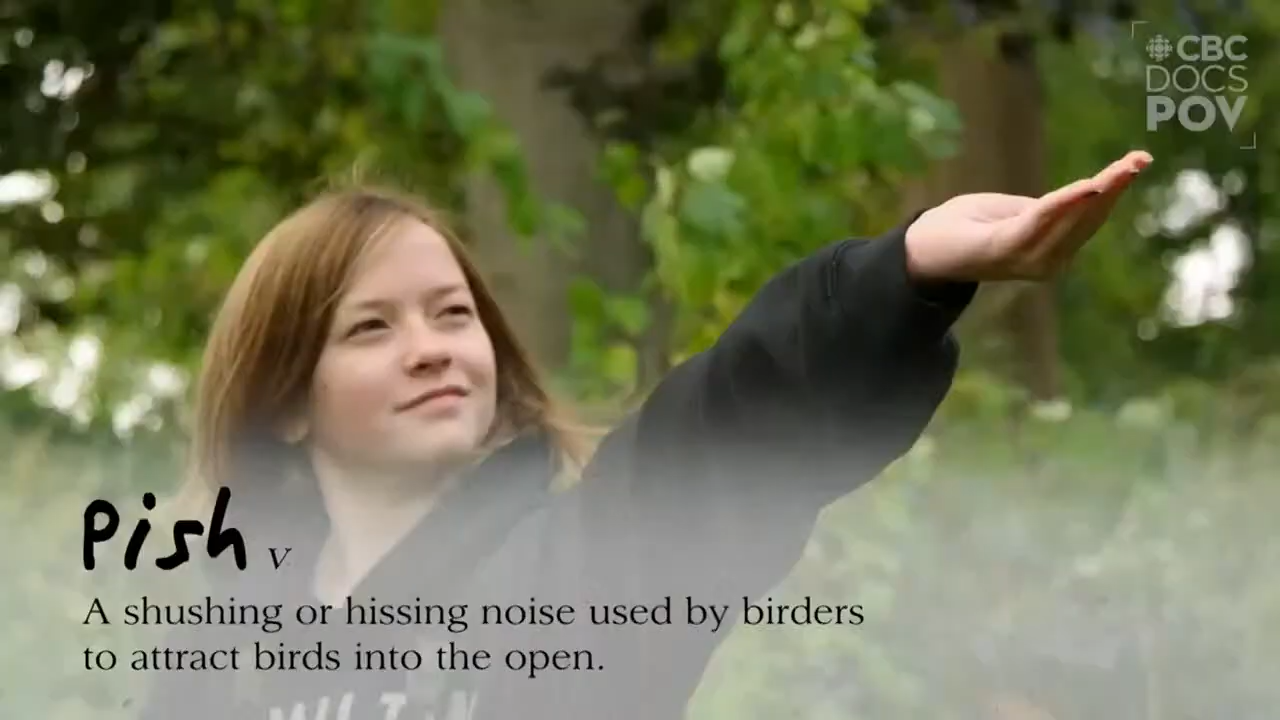 CBC
DOCS
POV
Pish v
A shushing or hissing noise used by birders
to attract birds into the open.